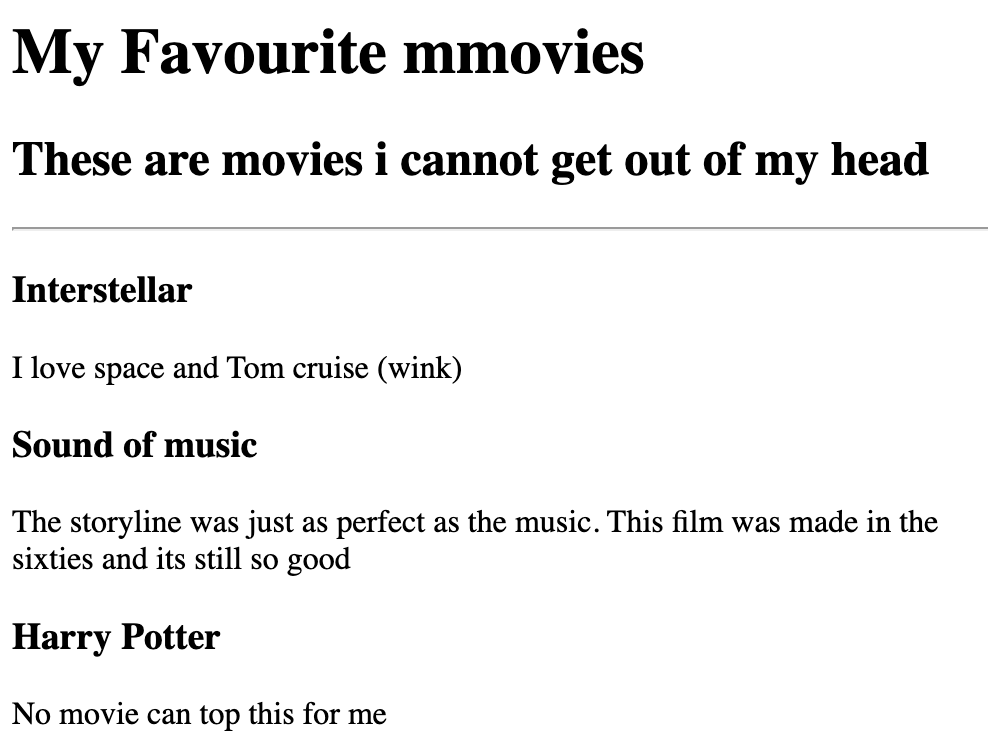 My Favourite mmovies
These are movies i cannot get out of my head
Interstellar
I love space and Tom cruise (wink)
Sound of music
The storyline was just as perfect as the music. This film was made in the
sixties and its still so good
Harry Potter
No movie can top this for me